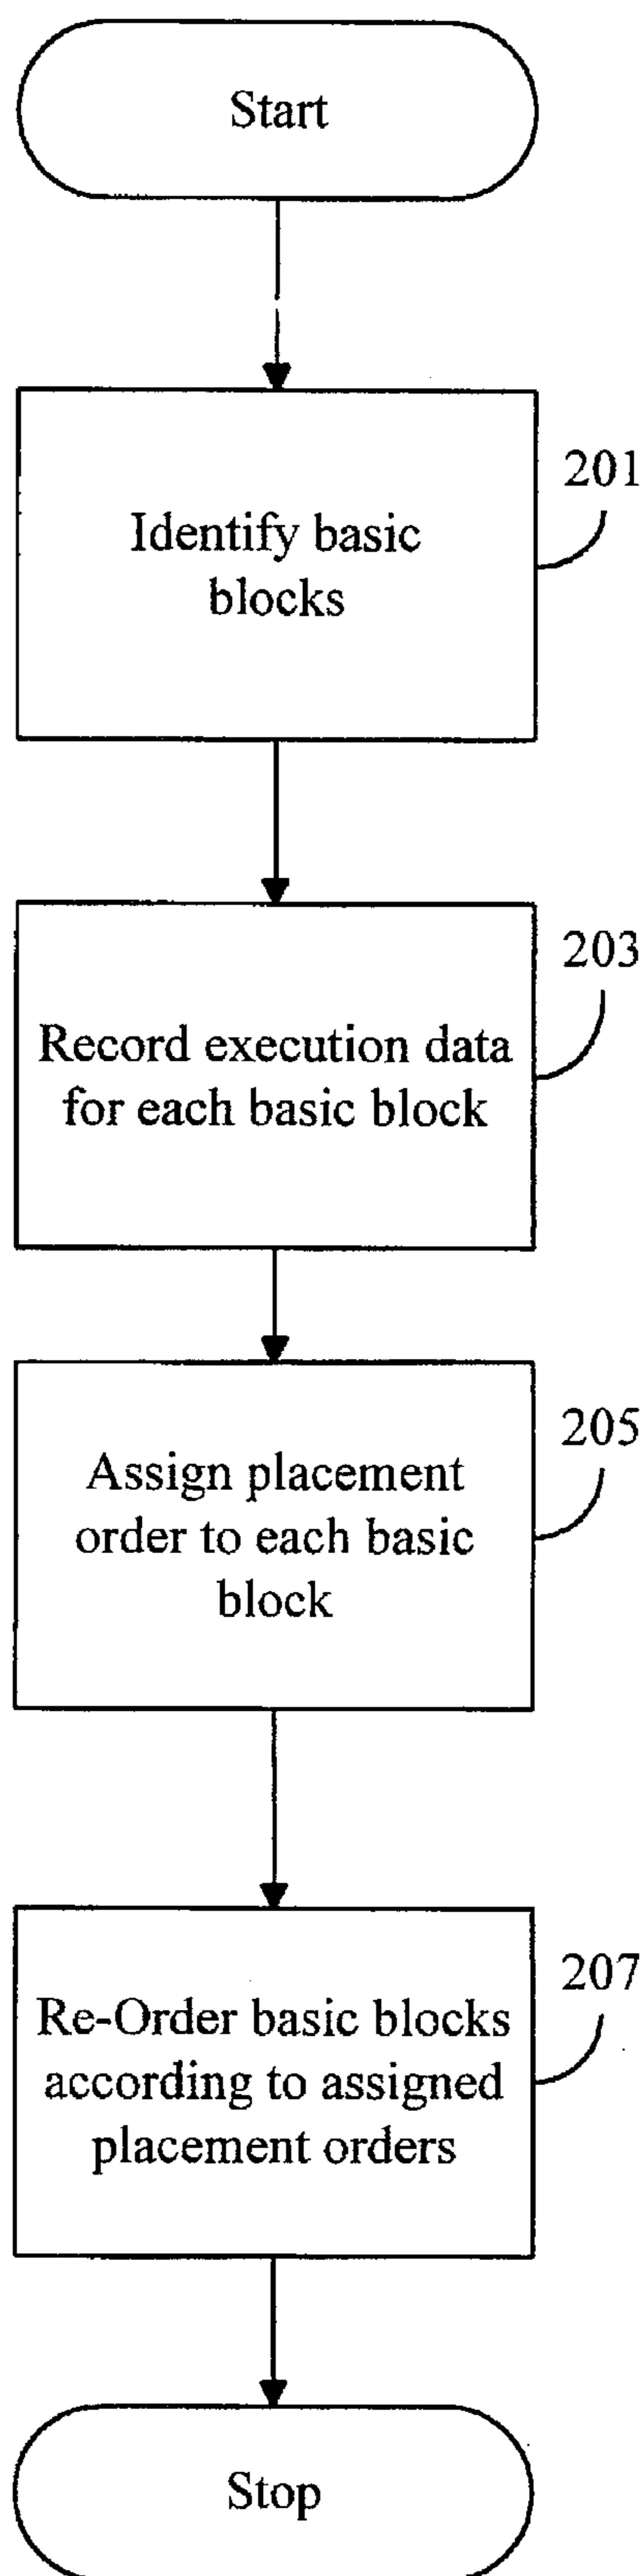 Start
201
Identify basic
blocks
203
Record execution data
for each basic block
205
Assign placement
order to each basic
block
207
Re-Order basic blocks
according to assigned
placement orders
Stop